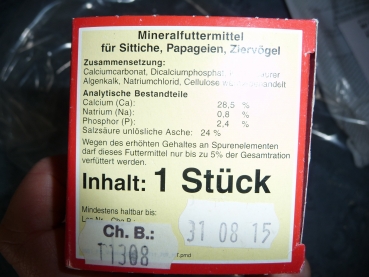 Mineralfuttermittel
für Sittiche, Papageien, Ziervögel
Zusammensetzung:
Calciumcarbonat, Dicalciumphosphat,
Algenkalk, Natriumchlorid, Cellulose
Analytische Bestandteile
Calcium (Ca): 28,5 %
Natrium (Na): 0,8 %
Phosphor (P): 2,4 %
Salzsäure unlösliche Asche: 24 %
Wegen des erhöhten Gehaltes an Spurenelementen
darf dieses Futtermittel nur bis zu 5% der Gesamtration
verfüttert werden.
Inhalt: 1 Stück
Mindestens haltbar bis:
31 08. 15
Ch. B.:
T1308